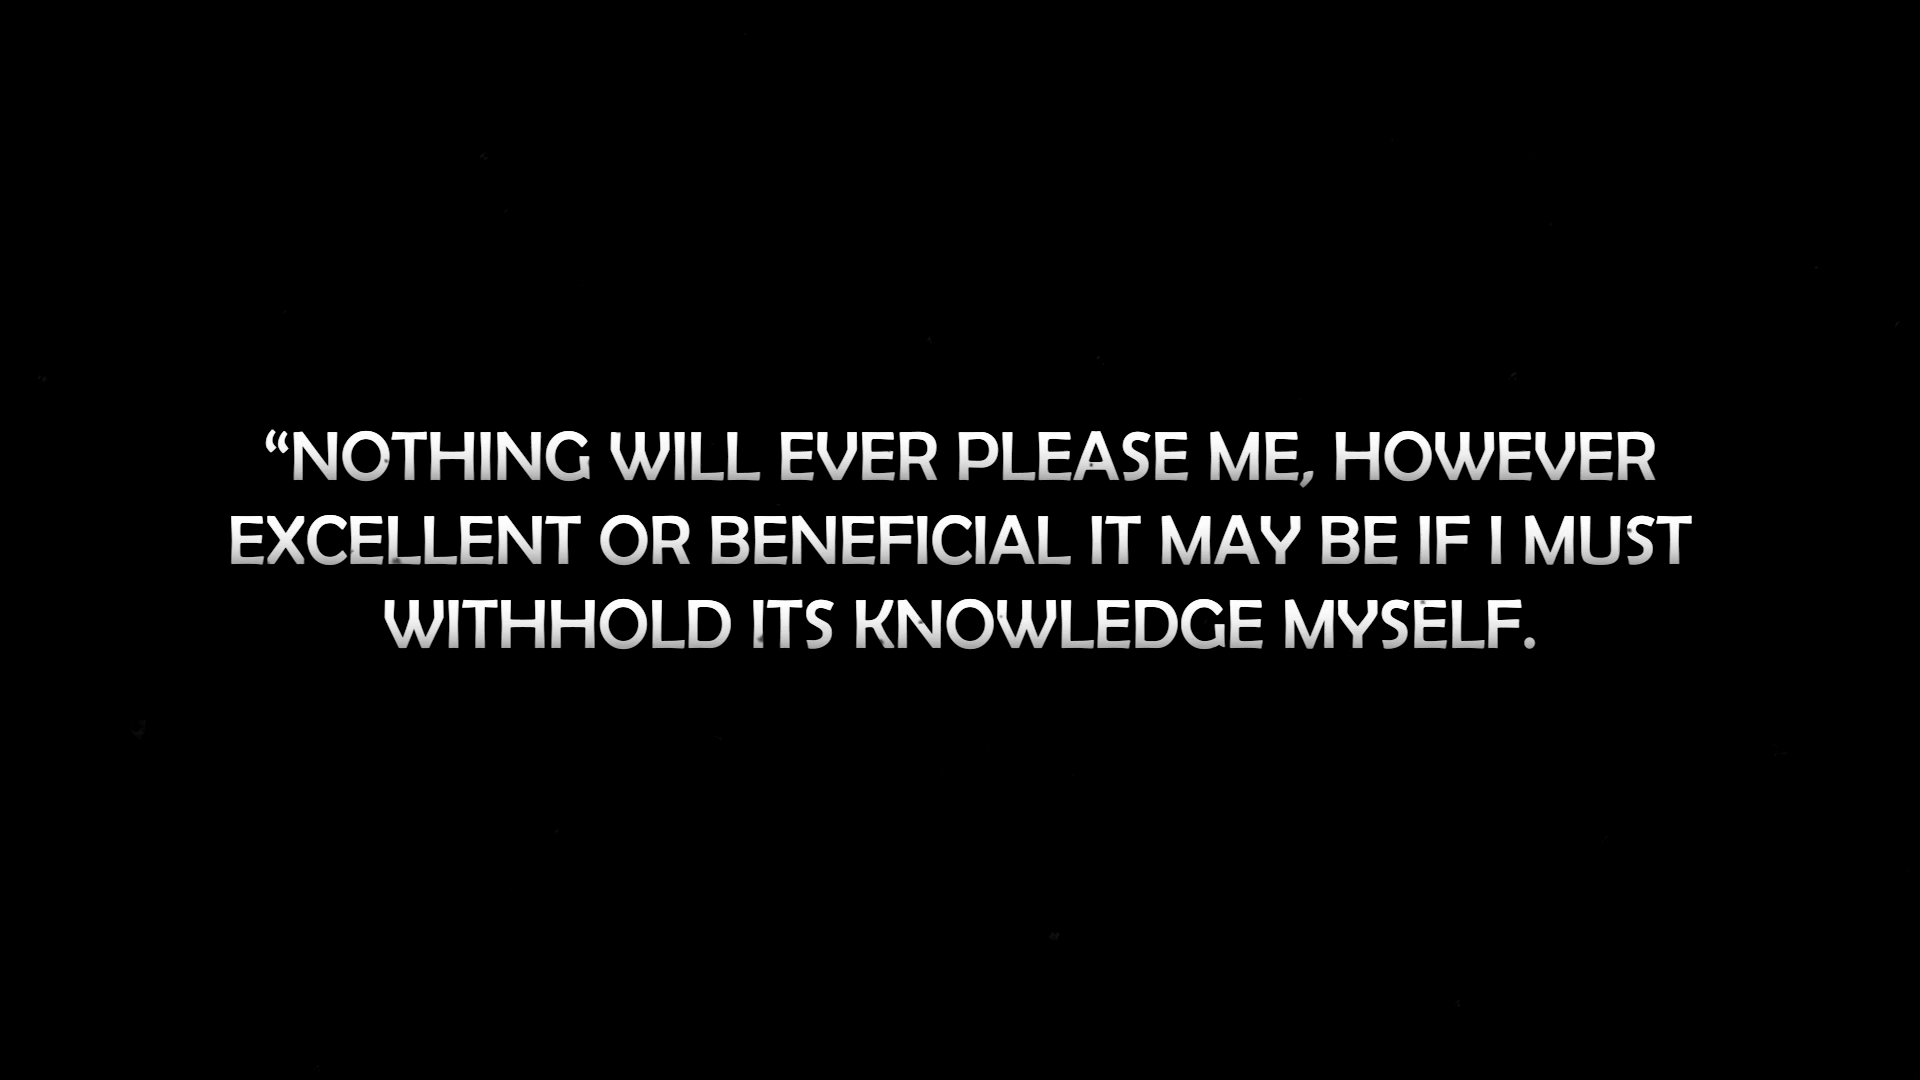 “NOTHING WILL EVER PLEASE ME, HOWEVER
EXCELLENT OR BENEFICIAL IT MAY BE IF I MUST
WITHHOLD ITS KNOWLEDGE MYSELF.